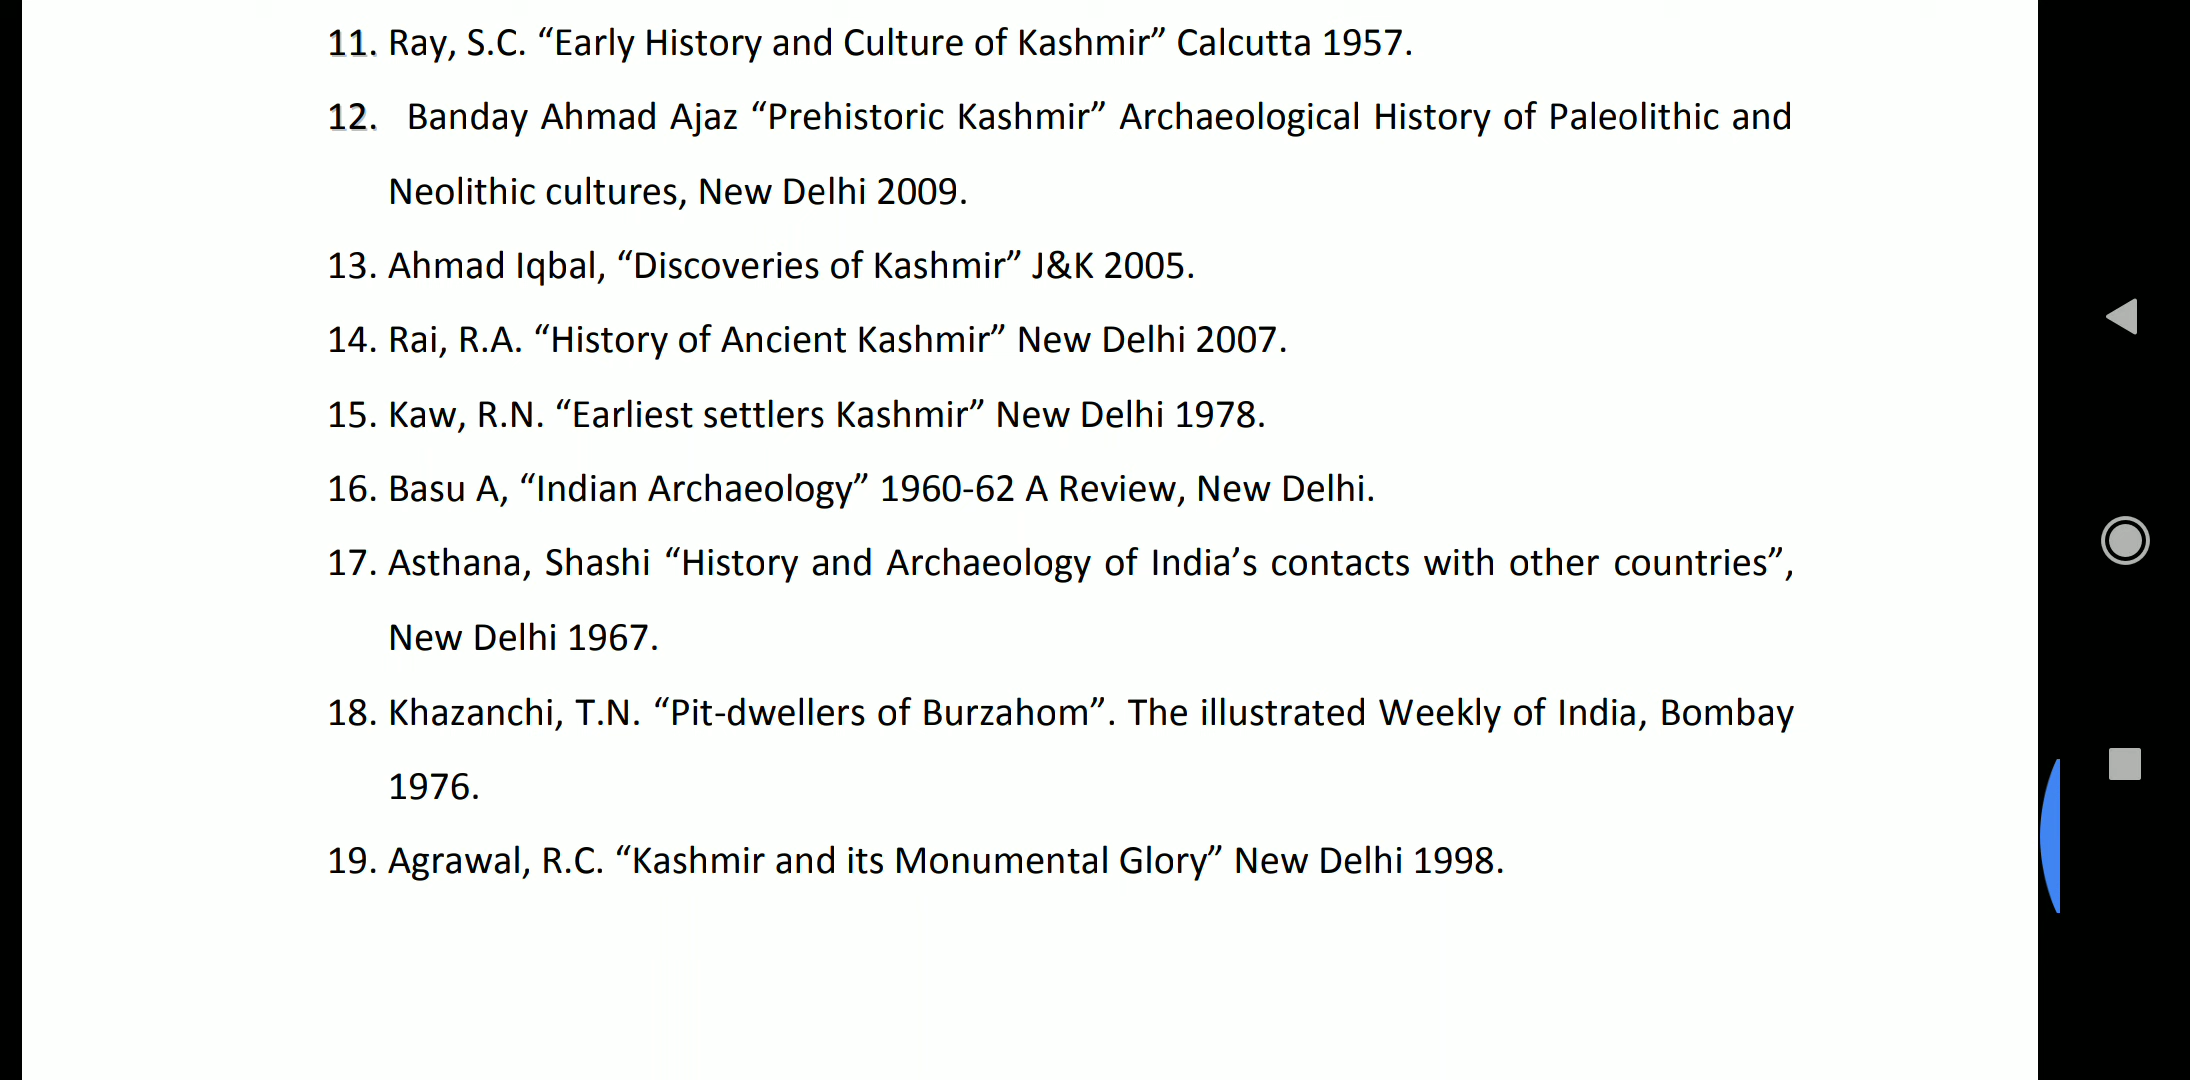 11. Ray, S.C. “Early History and Culture of Kashmir” Calcutta 1957.
12. Banday Ahmad Ajaz “Prehistoric Kashmir” Archaeological History of Paleolithic and
Neolithic cultures, New Delhi 2009.
13. Ahmad Iqbal, “Discoveries of Kashmir” J&K 2005.
14. Rai, R.A. “History of Ancient Kashmir” New Delhi 2007.
15. Kaw, R.N. “Earliest settlers Kashmir” New Delhi 1978.
16. Basu A, “Indian Archaeology” 1960-62 A Review, New Delhi.
17. Asthana, Shashi “History and Archaeology of India’s contacts with other countries”,
New Delhi 1967.
18. Khazanchi, T.N. “Pit-dwellers of Burzahom”. The illustrated Weekly of India, Bombay
1976.
19. Agrawal, R.C. “Kashmir and its Monumental Glory” New Delhi 1998.